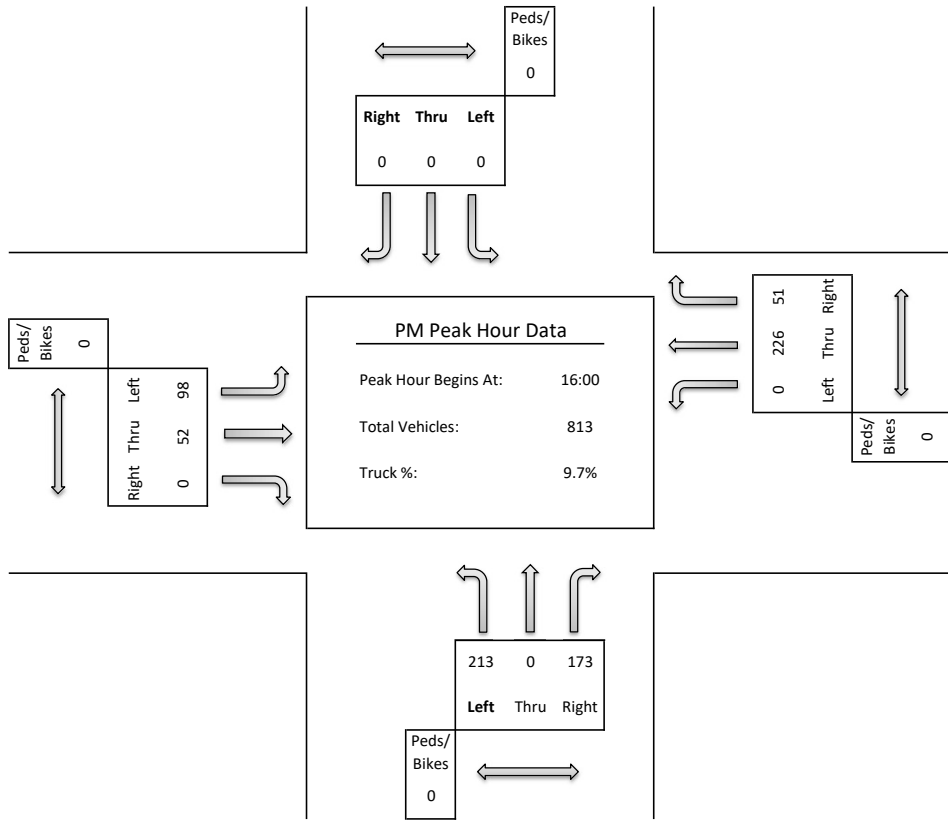 Peds/
Bikes
0
Right Thru Left
0 0 0
PM Peak Hour Data
Peak Hour Begins At: 16:00
Total Vehicles: 813
Truck %: 9.7%
Peds/
Bikes
0
Left 98
Thru 52
Right 0
51 Right
226 Thru
0 Left
Peds/
Bikes
0
213 0 173
Left Thru Right
Peds/
Bikes
0